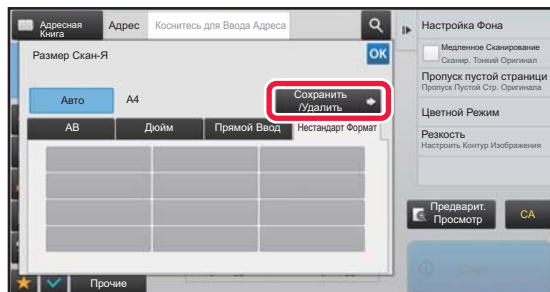 Адресная
Книга
Адрес
Коснитесь для Ввода Адреса
Размер Скан-Я
OK
Авто
A4
Сохранить
/Удалить
AB
Дюйм
Прямой Ввод
Нестандарт Формат
Прочие
Настройка Фона
Медленное Сканирование
Сканир. Тонкий Оригинал
Пропуск пустой страници
Пропуск Пустой Стр. Оригинала
Цветной Режим
Резкость
Настроить Контур Изображения
Предварит.
Просмотр
CA
Старт